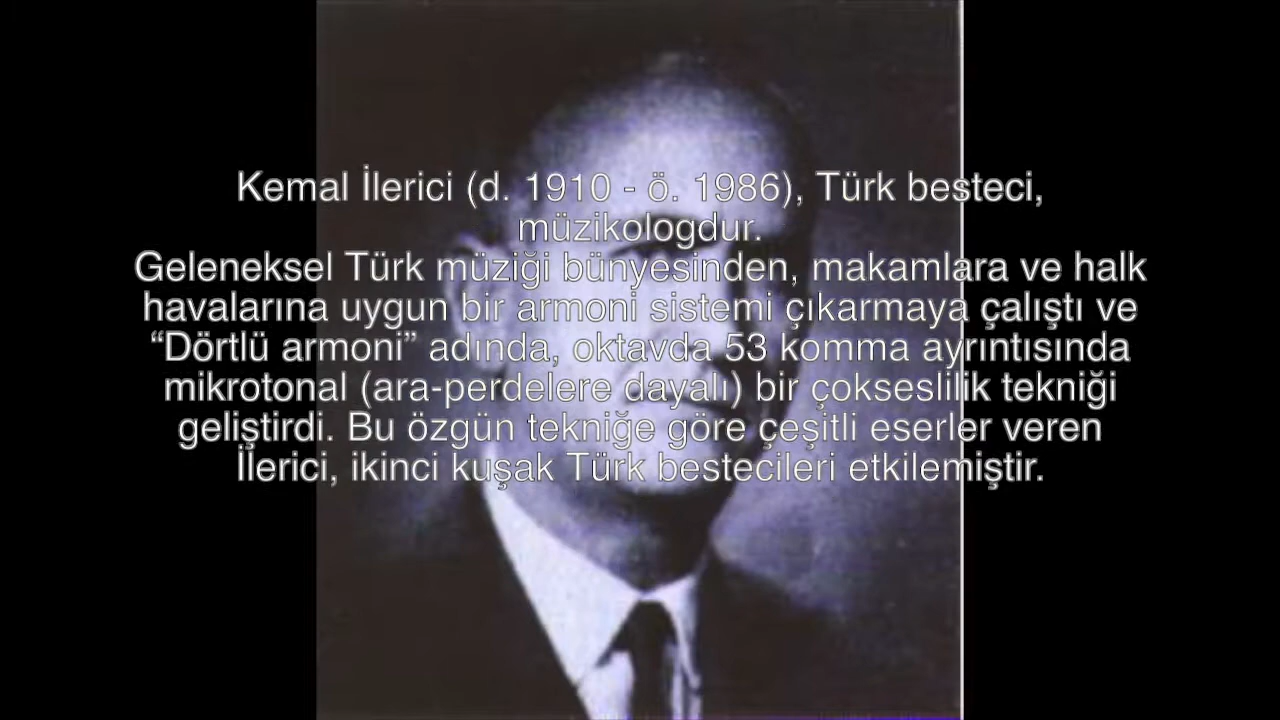 Kemal İlerici (d. 1910 - ö. 1986), Türk besteci,
müzikologdur.
Geleneksel Türk müziği bünyesinden, makamlara ve halk
havalarına uygun bir armoni sistemi çıkarmaya çalıştı ve
“Dörtlü armoni” adında, oktavda 53 komma ayrıntısında
mikrotonal (ara-perdelere dayalı) bir çokseslilik tekniği
geliştirdi. Bu özgün tekniğe göre çeşitli eserler veren
İlerici, ikinci kuşak Türk bestecileri etkilemiştir.